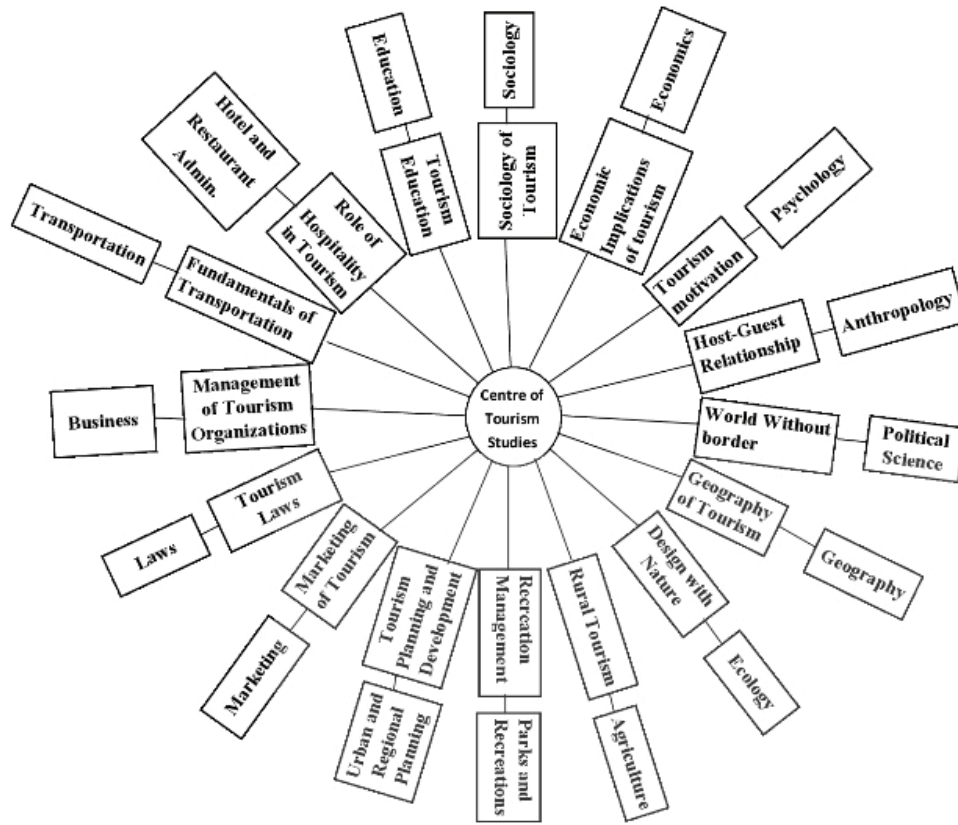 Centre of
Tourism
Studies
Sociology
Sociology of
Tourism
Economics
Economic
Implications
of tourism
Psychology
Tourism
motivation
Anthropology
Host-Guest
Relationship
Political
Science
World Without
border
Geography
Geography
of Tourism
Ecology
Design with
Nature
Agriculture
Rural Tourism
Parks and
Recreations
Recreation
Management
Urban and
Regional
Planning
Tourism
Planning and
Development
Marketing
Marketing
of Tourism
Laws
Tourism
Laws
Business
Management
of Tourism
Organizations
Transportation
Fundamentals of
Transportation
Hotel and
Restaurant
Admin.
Role of
Hospitality
in Tourism
Education
Tourism
Education